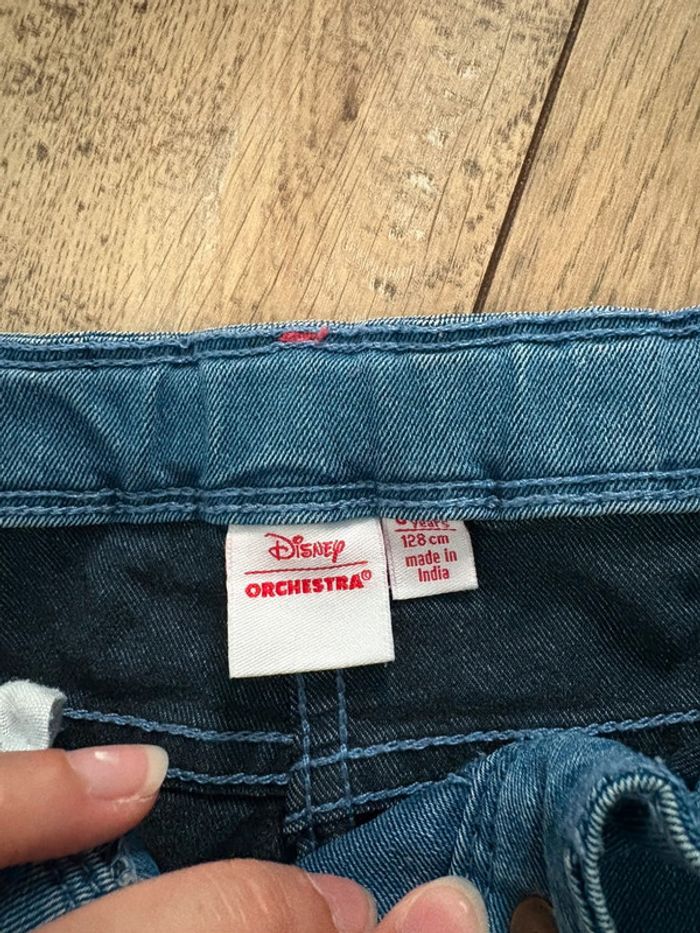 Disney
ORCHESTRA®
years
128 cm
made in
India